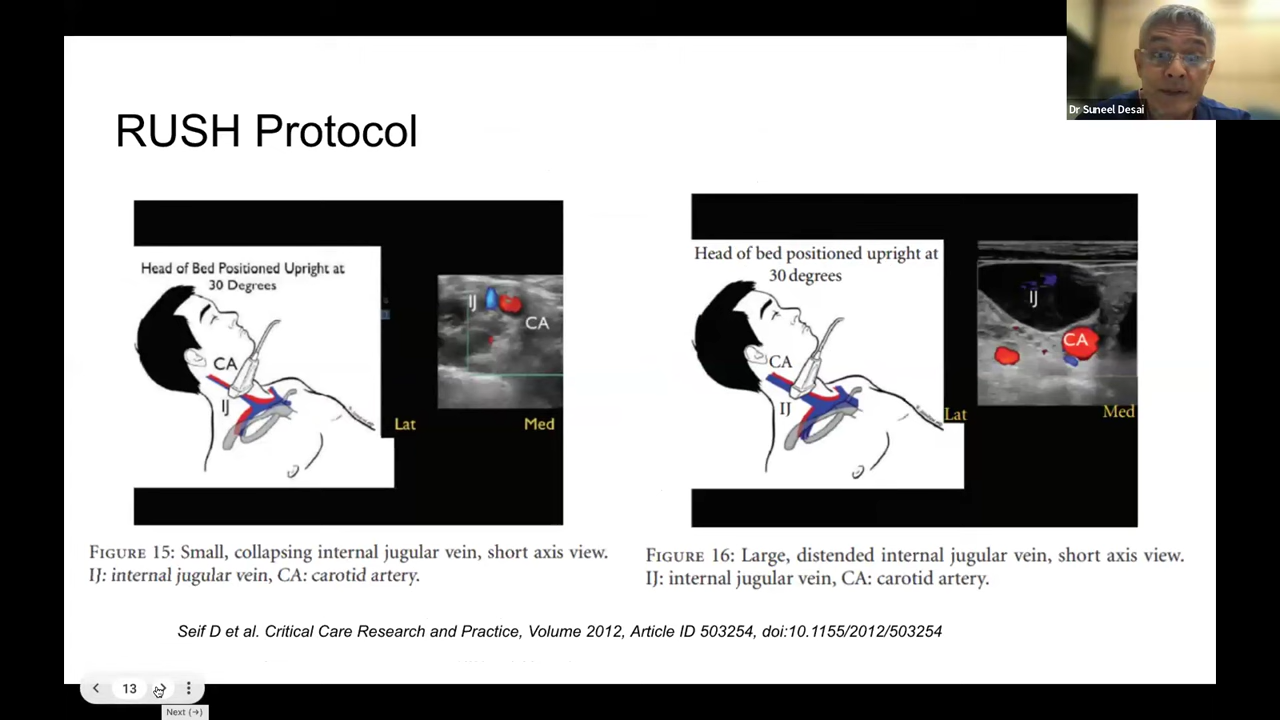 Dr Suneel Desai
RUSH Protocol
Head of Bed Positioned Upright at
30 Degrees
CA
IJ
IJ
CA
Lat
Med
FIGURE 15: Small, collapsing internal jugular vein, short axis view.
IJ: internal jugular vein, CA: carotid artery.
Head of bed positioned upright at
30 degrees
CA
IJ
IJ
CA
Lat
Med
FIGURE 16: Large, distended internal jugular vein, short axis view.
IJ: internal jugular vein, CA: carotid artery.
Seif D et al. Critical Care Research and Practice, Volume 2012, Article ID 503254, doi:10.1155/2012/503254
13
Next (→)